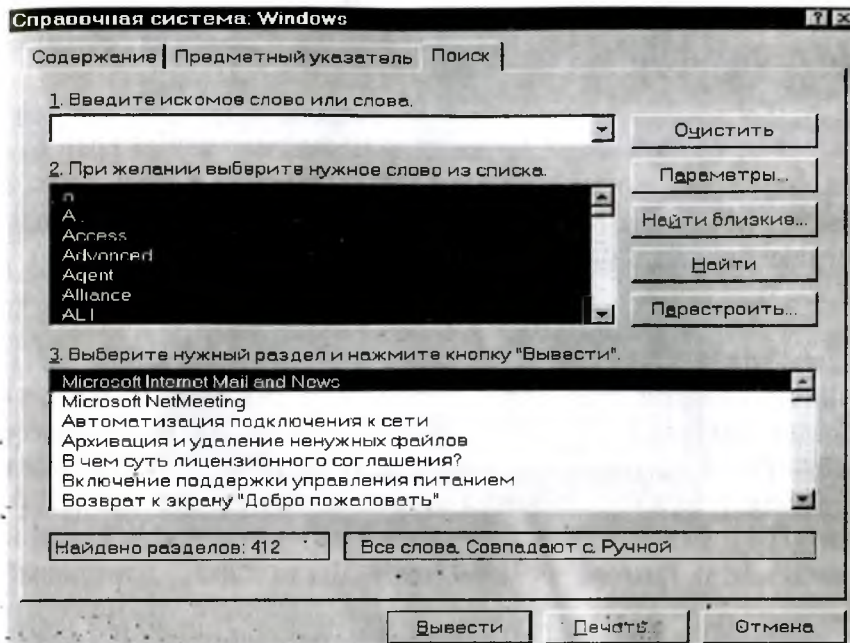 Справочная система: Windows
Содержание Предметный указатель Поиск
1. Введите искомое слово или слова.
Очистить
2. При желании выберите нужное слово из списка.
Параметры...
A
Access
Advanced
Agent
Alliance
ALT
Найти близкие...
Найти
Перестроить...
3. Выберите нужный раздел и нажмите кнопку "Вывести".
Microsoft Internet Mail and News
Microsoft NetMeeting
Автоматизация подключения к сети
Архивация и удаление ненужных файлов
В чем суть лицензионного соглашения?
Включение поддержки управления питанием
Возврат к экрану "Добро пожаловать"
Найдено разделов: 412
Все слова, Совпадают с, Ручной
Вывести Печать... Отмена